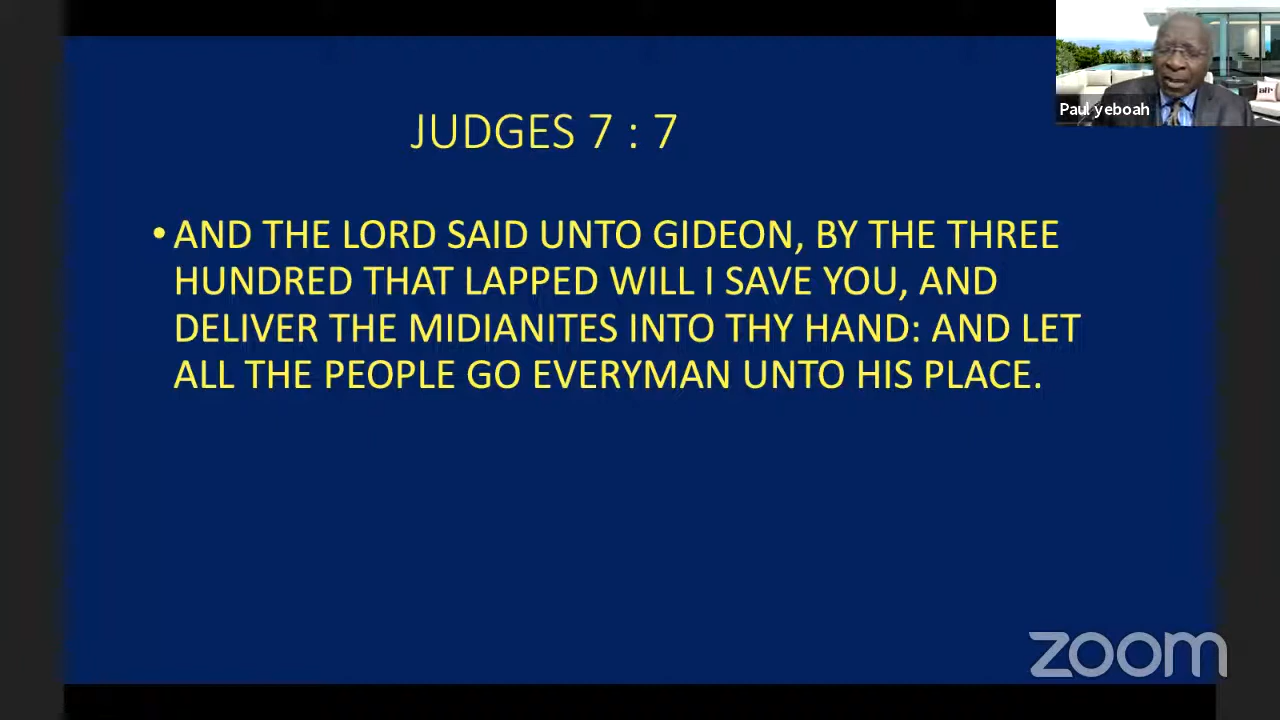 JUDGES 7 : 7
• AND THE LORD SAID UNTO GIDEON, BY THE THREE
HUNDRED THAT LAPPED WILL I SAVE YOU, AND
DELIVER THE MIDIANITES INTO THY HAND: AND LET
ALL THE PEOPLE GO EVERYMAN UNTO HIS PLACE.
Paul yeboah
zoom